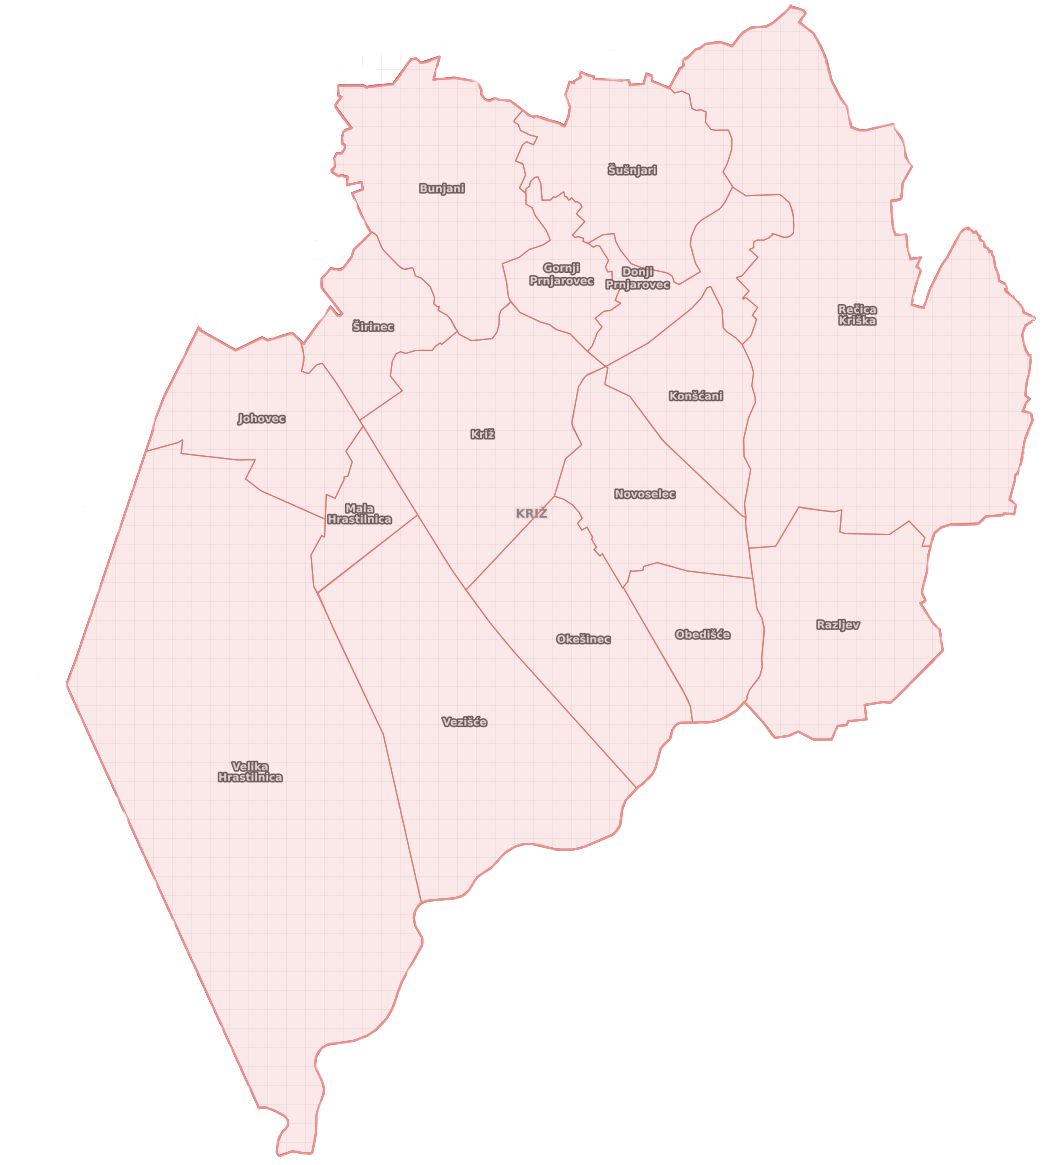 Šušnjari
Bunjani
Gornji
Prnjarovec
Donji
Prnjarovec
Rečica
Kriška
Širinec
Konšćani
Johovec
Križ
Novoselec
Mala
Hrastilnica
KRIŽ
Razljev
Obedišće
Okešinec
Vezišće
Velika
Hrastilnica